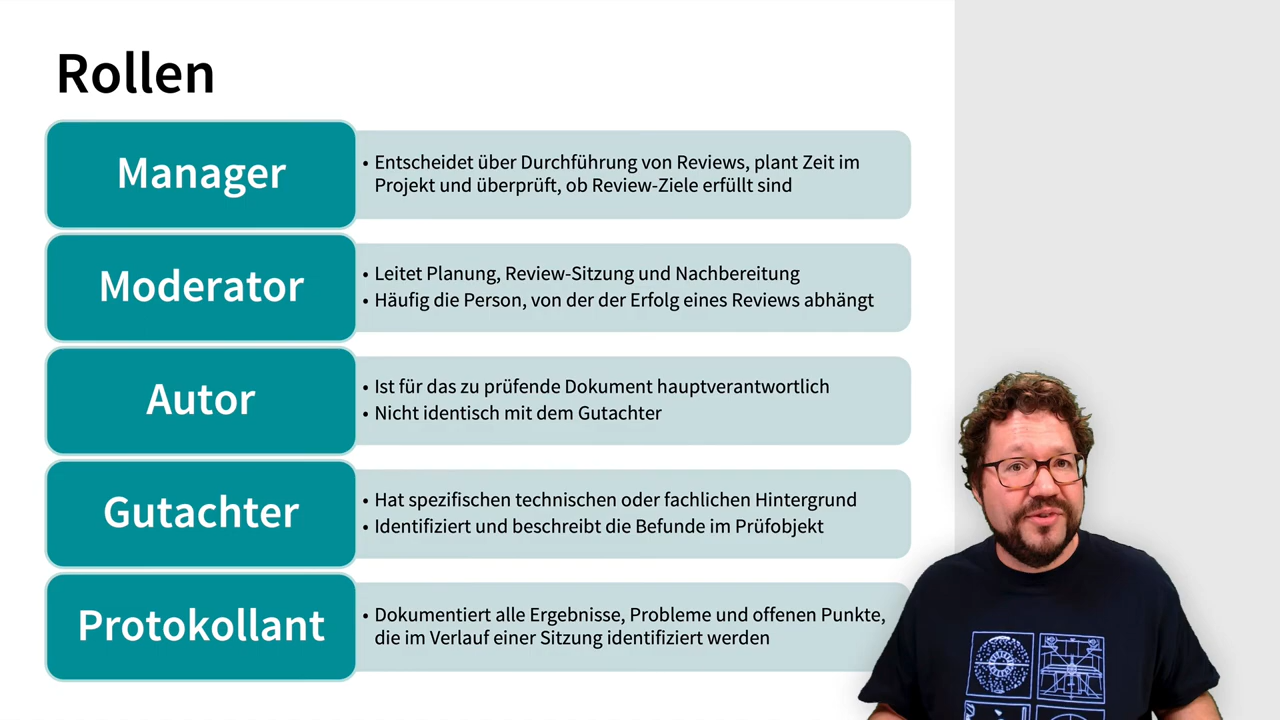 Rollen
Manager
• Entscheidet über Durchführung von Reviews, plant Zeit im
Projekt und überprüft, ob Review-Ziele erfüllt sind
Moderator
• Leitet Planung, Review-Sitzung und Nachbereitung
• Häufig die Person, von der der Erfolg eines Reviews abhängt
Autor
• Ist für das zu prüfende Dokument hauptverantwortlich
• Nicht identisch mit dem Gutachter
Gutachter
• Hat spezifischen technischen oder fachlichen Hintergrund
• Identifiziert und beschreibt die Befunde im Prüfobjekt
Protokollant
• Dokumentiert alle Ergebnisse, Probleme und offenen Punkte,
die im Verlauf einer Sitzung identifiziert werden